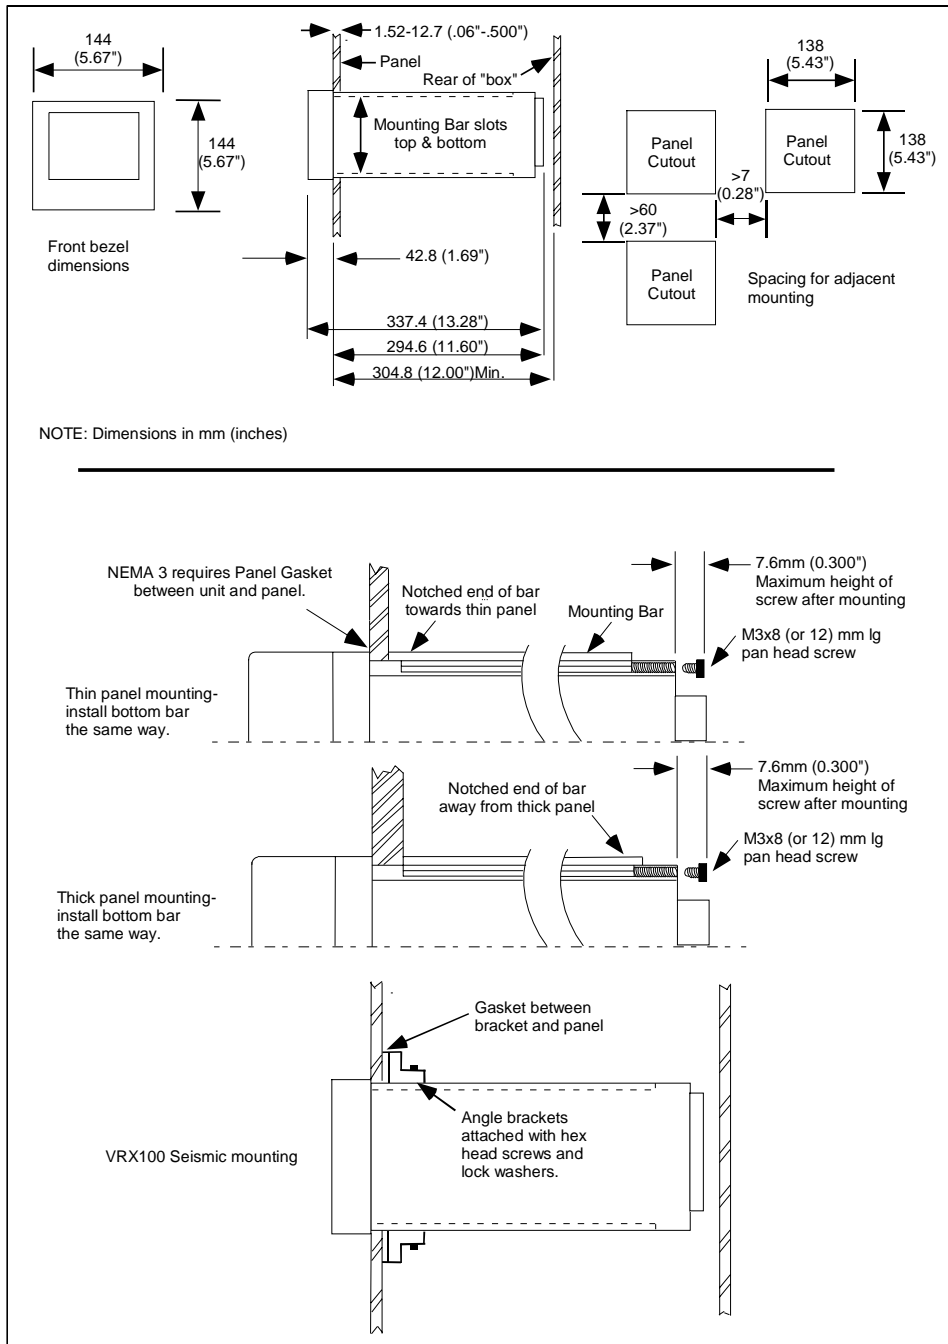 144
(5.67")
144
(5.67")
Front bezel
dimensions
1.52-12.7 (.06"-.500")
Panel
Rear of "box"
Mounting Bar slots
top & bottom
42.8 (1.69")
337.4 (13.28")
294.6 (11.60")
304.8 (12.00")Min.
138
(5.43")
Panel
Cutout
Panel
Cutout
138
(5.43")
>7
(0.28")
>60
(2.37")
Panel
Cutout
Spacing for adjacent
mounting
NOTE: Dimensions in mm (inches)
NEMA 3 requires Panel Gasket
between unit and panel.
Notched end of bar
towards thin panel
Mounting Bar
7.6mm (0.300")
Maximum height of
screw after mounting
M3x8 (or 12) mm lg
pan head screw
Thin panel mounting-
install bottom bar
the same way.
Notched end of bar
away from thick panel
7.6mm (0.300")
Maximum height of
screw after mounting
M3x8 (or 12) mm lg
pan head screw
Thick panel mounting-
install bottom bar
the same way.
Gasket between
bracket and panel
Angle brackets
attached with hex
head screws and
lock washers.
VRX100 Seismic mounting